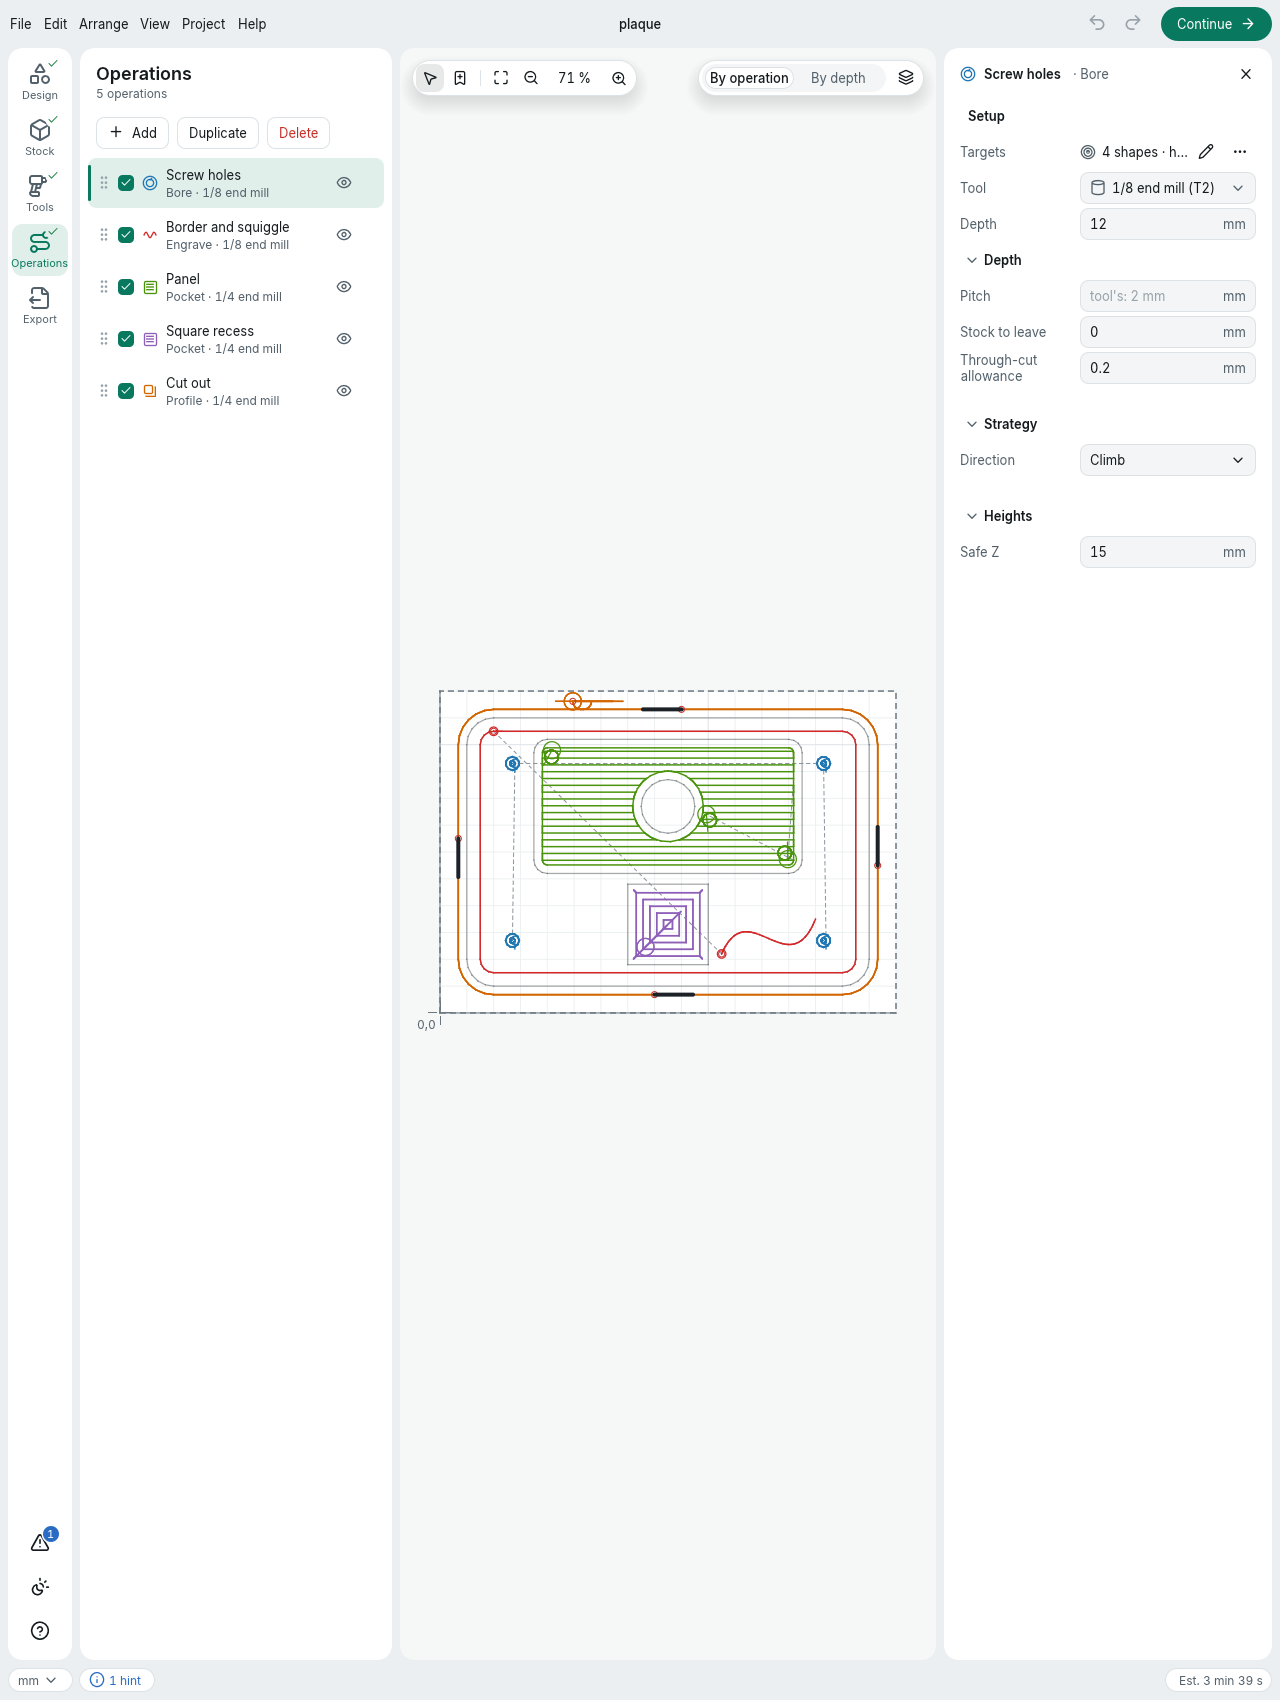 File Edit Arrange View Project Help
plaque
Continue
Design
Stock
Tools
Operations
Export
1
Operations
5 operations
Add
Duplicate
Delete
Screw holes
Bore · 1/8 end mill
Border and squiggle
Engrave · 1/8 end mill
Panel
Pocket · 1/4 end mill
Square recess
Pocket · 1/4 end mill
Cut out
Profile · 1/4 end mill
71 %
By operation
By depth
0,0
Screw holes · Bore
Setup
Targets
4 shapes · h...
Tool
1/8 end mill (T2)
Depth
12 mm
Depth
Pitch
tool's: 2 mm mm
Stock to leave
0 mm
Through-cut
allowance
0.2 mm
Strategy
Direction
Climb
Heights
Safe Z
15 mm
mm
1 hint
Est. 3 min 39 s